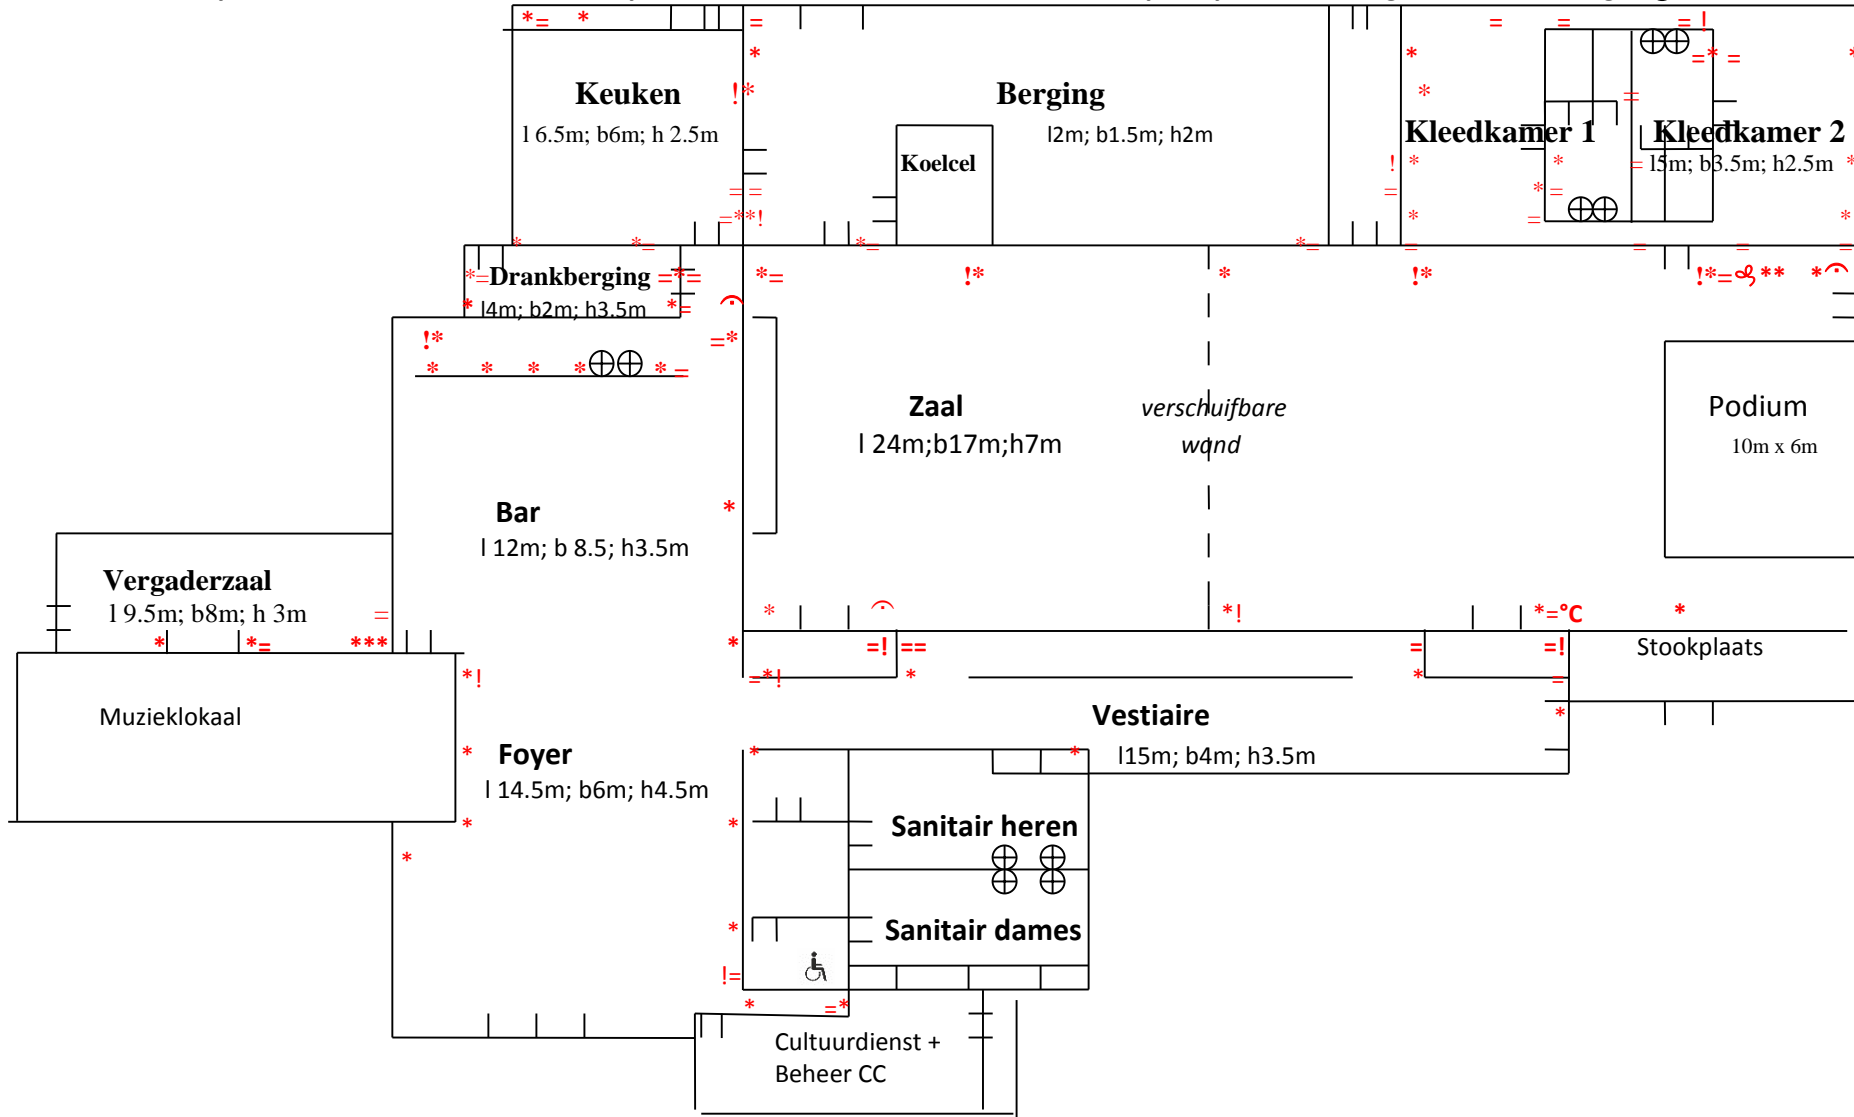 Keuken
l 6.5m; b6m; h 2.5m
Berging
l2m; b1.5m; h2m
Koelcel
Kleedkamer 1
Kleedkamer 2
l5m; b3.5m; h2.5m
Drankberging
l4m; b2m; h3.5m
Zaal
l 24m;b17m;h7m
verschuifbare
wand
Podium
10m x 6m
Bar
l 12m; b 8.5; h3.5m
Vergaderzaal
l 9.5m; b8m; h 3m
*=°C
Stookplaats
Muzieklokaal
Vestiaire
l15m; b4m; h3.5m
Foyer
l 14.5m; b6m; h4.5m
Sanitair heren
Sanitair dames
Cultuurdienst +
Beheer CC